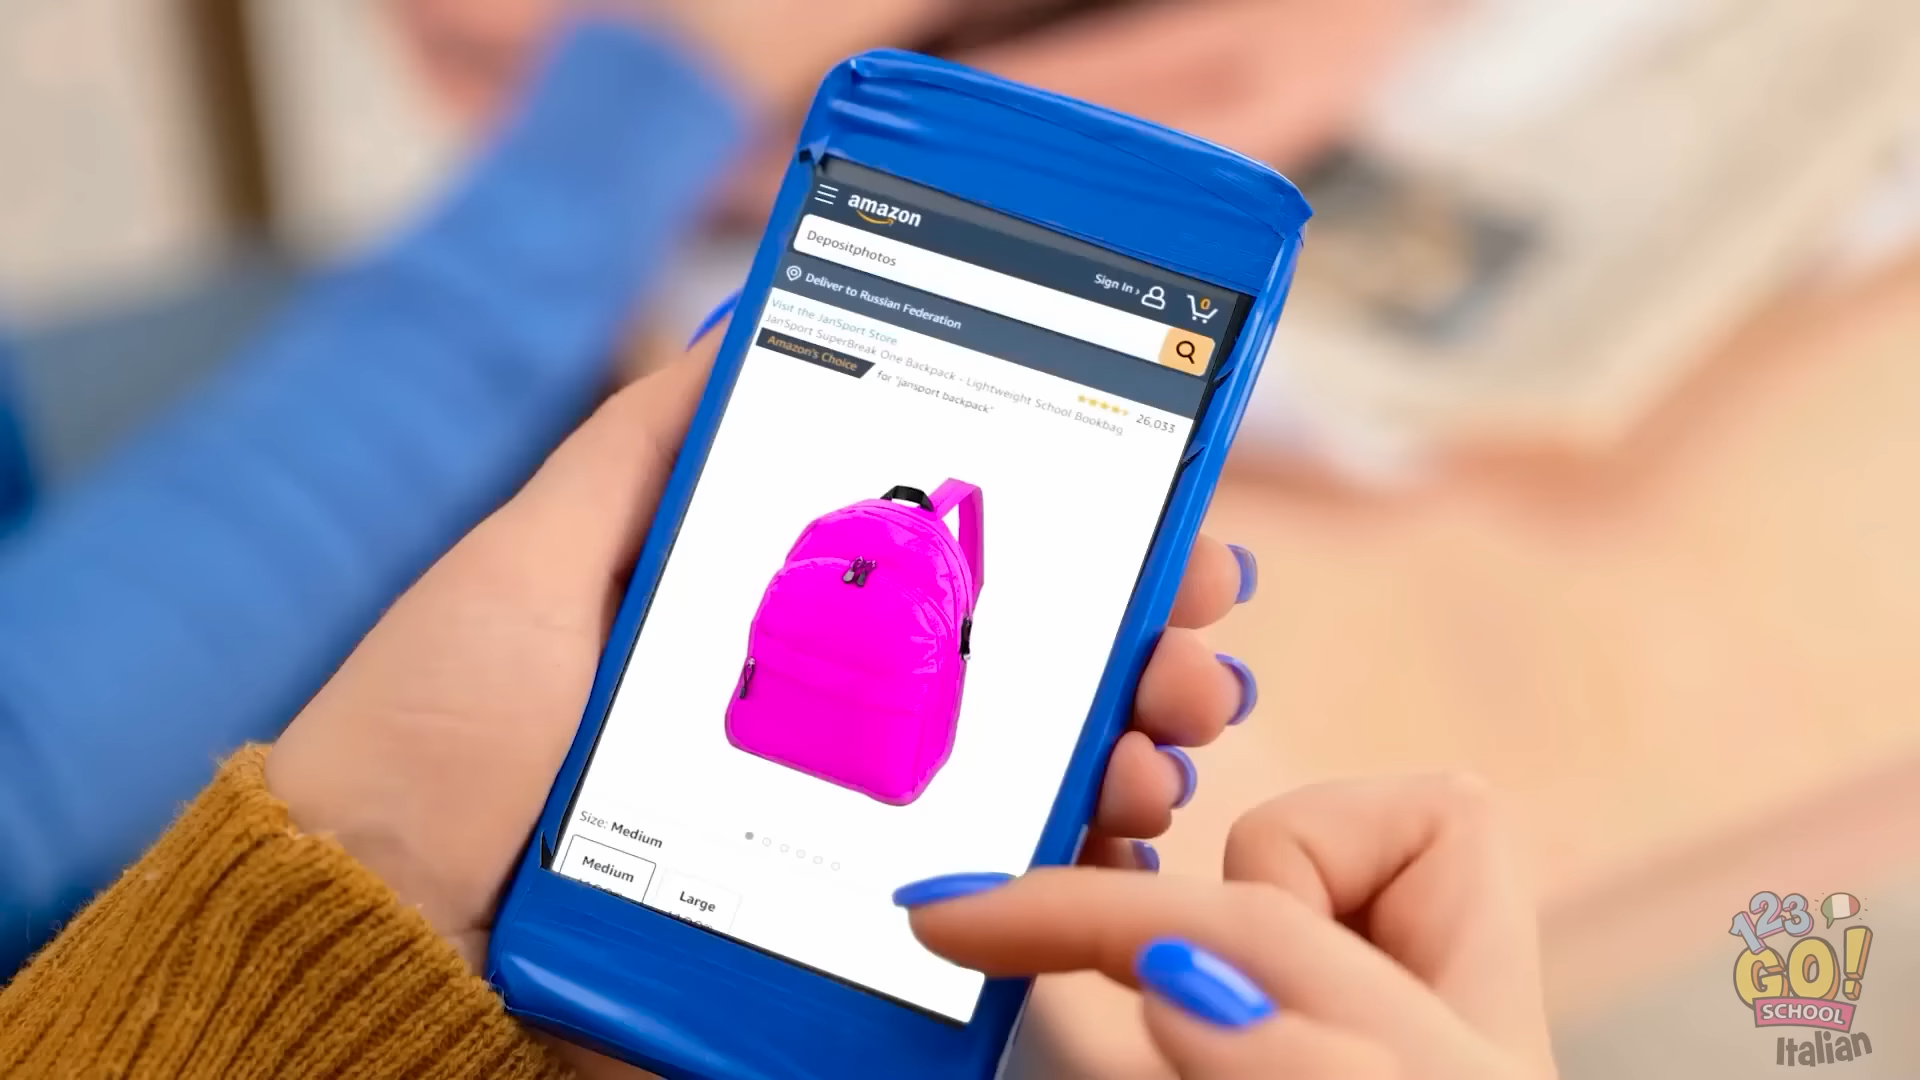 amazon
Depositphotos
Sign In ›
0
Deliver to Russian Federation
Visit the JanSport Store
JanSport SuperBreak One Backpack - Lightweight School Bookbag
26,033
Amazon's Choice
for "jansport backpack"
Size: Medium
Medium
Large
123
GO!
SCHOOL
Italian